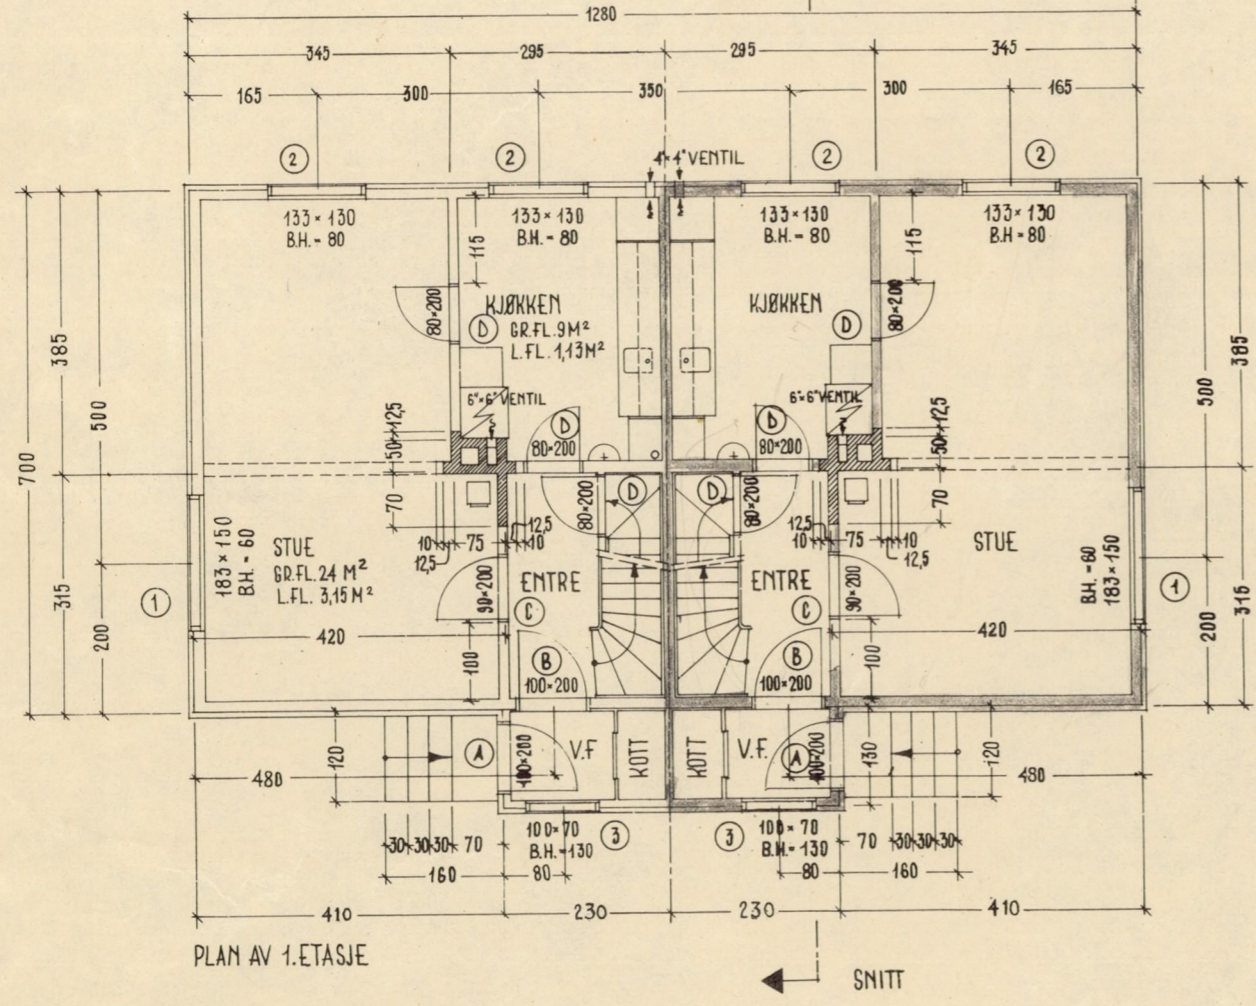 1280
345 295 295 345
165 300 350 300 165
2 2 4"×4" VENTIL 2 2
133×130
B.H.=80
133×130
B.H.=80
133×130
B.H.=80
133×130
B.H=80
115 115
80×200 KJØKKEN KJØKKEN 80×200
D GR.FL.9M²
L.FL. 1,13M²
D
385 385
500 500
700
6"×6" VENTIL 6"×6" VENTIL
12,5 12,5
50 50
D D
80×200 80×200
70 70
D D
80×200 80×200
12,5 12,5
10 75 10 10 75 10
12,5 12,5
183×150
B.H.=60
STUE
GR.FL.24 M²
L.FL. 3,15M²
STUE
B.H.=60
183×150
ENTRE ENTRE
90×200 90×200
C C
1 1
315 315
200 200
420 420
100 100
B B
100×200 100×200
A V.F KOTT KOTT V.F. A
100×200 100×200
120 130 120
480 480
100×70
B.H.=130
3 3
100×70
B.H.=130
30 30 30 70 70 30 30 30
160 80 80 160
410 230 230 410
PLAN AV 1.ETASJE
SNITT